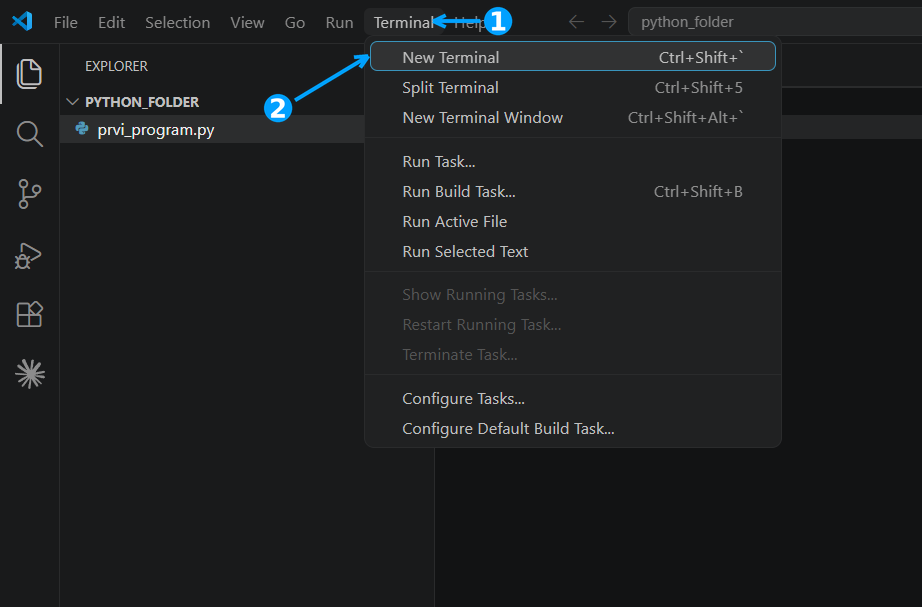 File Edit Selection View Go Run Terminal Help 1 python_folder
EXPLORER
2 New Terminal Ctrl+Shift+`
PYTHON_FOLDER
Split Terminal Ctrl+Shift+5
prvi_program.py
New Terminal Window Ctrl+Shift+Alt+`
Run Task...
Run Build Task... Ctrl+Shift+B
Run Active File
Run Selected Text
Show Running Tasks...
Restart Running Task...
Terminate Task...
Configure Tasks...
Configure Default Build Task...